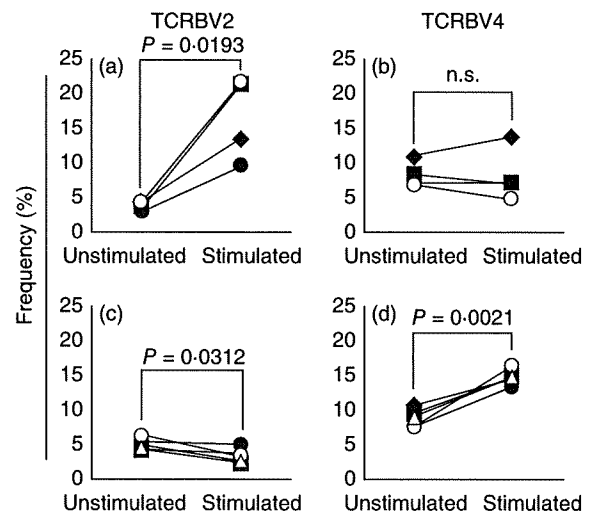 TCRBV2 TCRBV4
Frequency (%)
(a)
P = 0·0193
25
20
15
10
5
0
Unstimulated Stimulated
(b)
n.s.
25
20
15
10
5
0
Unstimulated Stimulated
(c)
P = 0·0312
25
20
15
10
5
0
Unstimulated Stimulated
(d)
P = 0·0021
25
20
15
10
5
0
Unstimulated Stimulated